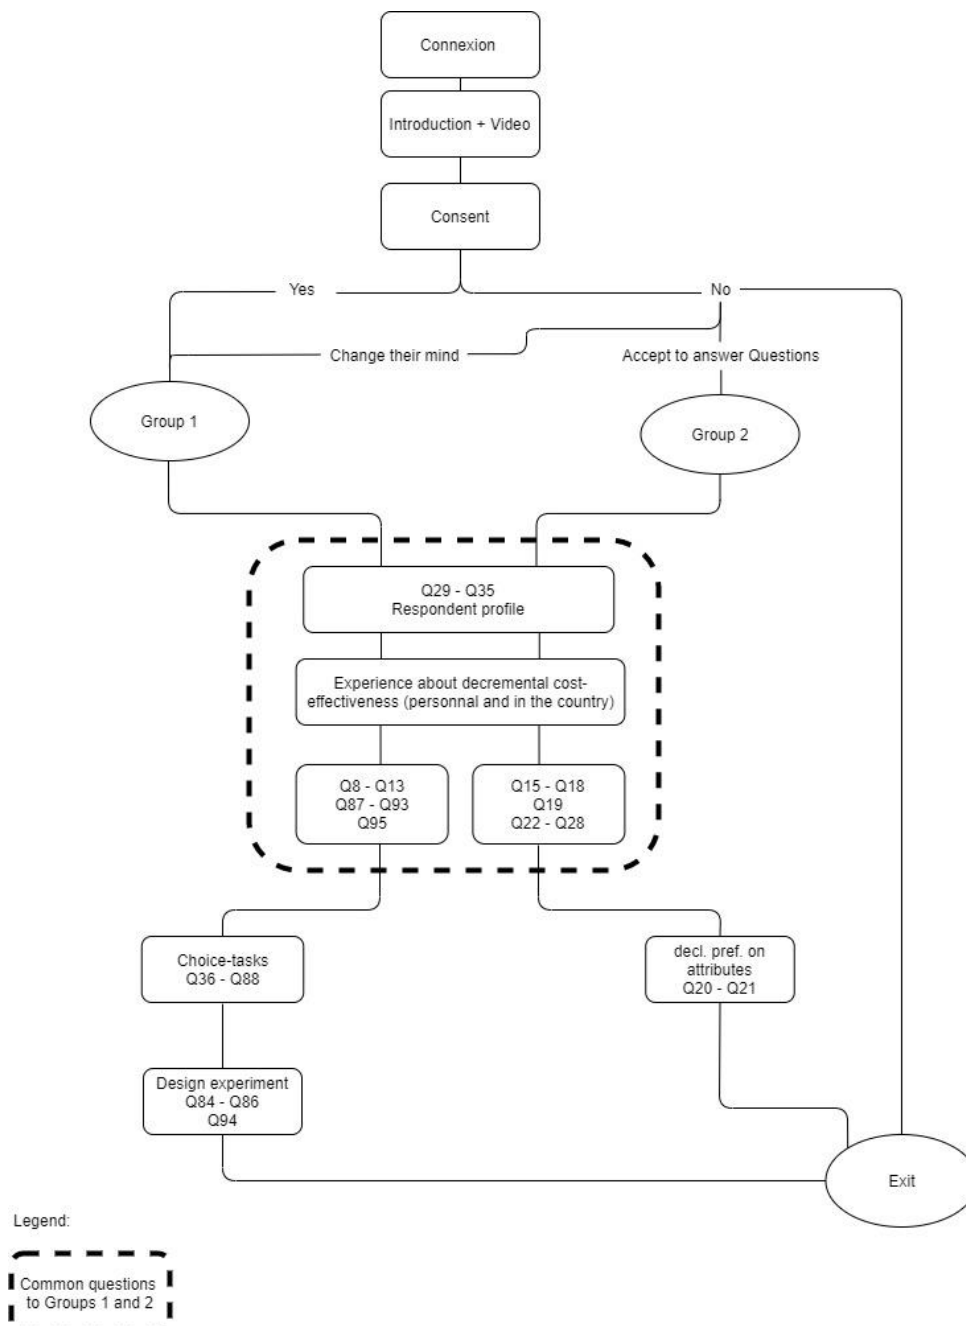 Connexion
Introduction + Video
Consent
Yes
No
Change their mind
Accept to answer Questions
Group 1
Group 2
Q29 - Q35
Respondent profile
Experience about decremental cost-
effectiveness (personnal and in the country)
Q8 - Q13
Q87 - Q93
Q95
Q15 - Q18
Q19
Q22 - Q28
Choice-tasks
Q36 - Q88
decl. pref. on
attributes
Q20 - Q21
Design experiment
Q84 - Q86
Q94
Exit
Legend:
Common questions
to Groups 1 and 2